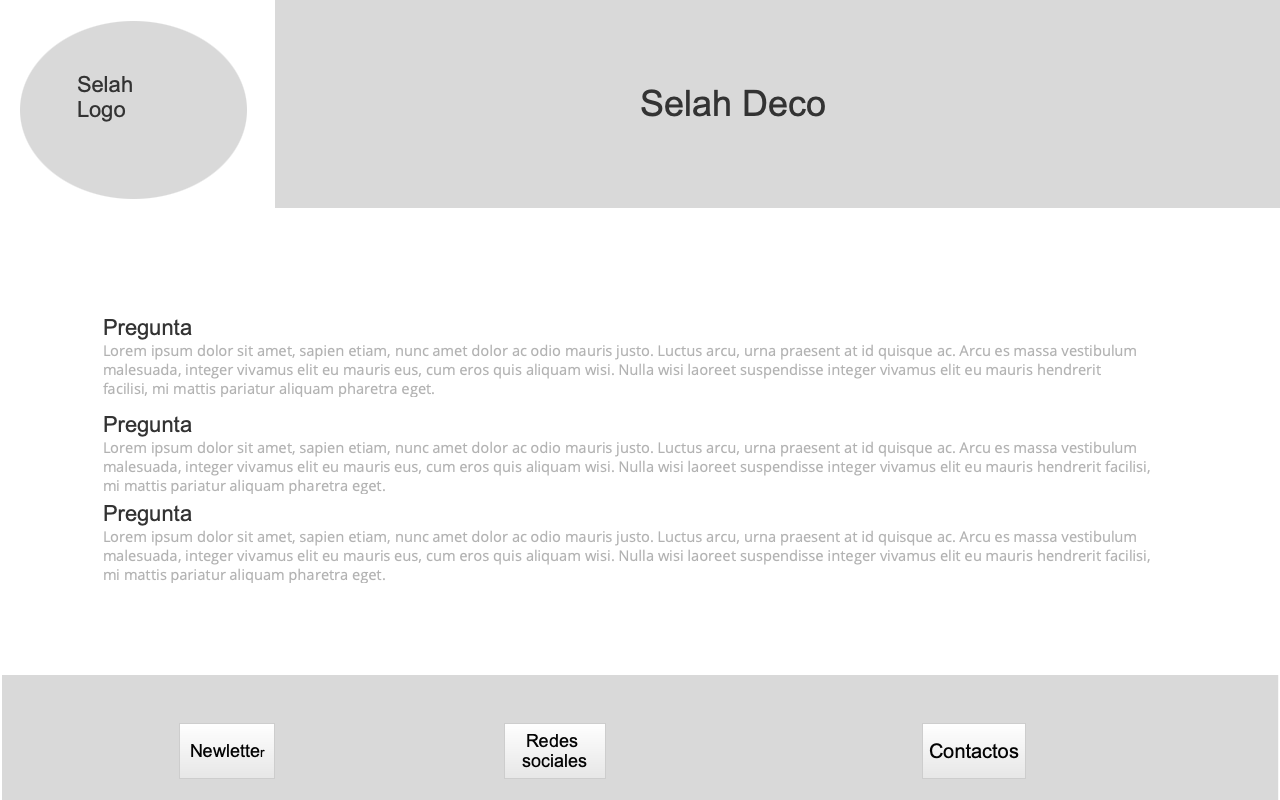 Selah
Logo
Selah Deco
Pregunta
Lorem ipsum dolor sit amet, sapien etiam, nunc amet dolor ac odio mauris justo. Luctus arcu, urna praesent at id quisque ac. Arcu es massa vestibulum
malesuada, integer vivamus elit eu mauris eus, cum eros quis aliquam wisi. Nulla wisi laoreet suspendisse integer vivamus elit eu mauris hendrerit
facilisi, mi mattis pariatur aliquam pharetra eget.
Pregunta
Lorem ipsum dolor sit amet, sapien etiam, nunc amet dolor ac odio mauris justo. Luctus arcu, urna praesent at id quisque ac. Arcu es massa vestibulum
malesuada, integer vivamus elit eu mauris eus, cum eros quis aliquam wisi. Nulla wisi laoreet suspendisse integer vivamus elit eu mauris hendrerit facilisi,
mi mattis pariatur aliquam pharetra eget.
Pregunta
Lorem ipsum dolor sit amet, sapien etiam, nunc amet dolor ac odio mauris justo. Luctus arcu, urna praesent at id quisque ac. Arcu es massa vestibulum
malesuada, integer vivamus elit eu mauris eus, cum eros quis aliquam wisi. Nulla wisi laoreet suspendisse integer vivamus elit eu mauris hendrerit facilisi,
mi mattis pariatur aliquam pharetra eget.
Newletter
Redes
sociales
Contactos